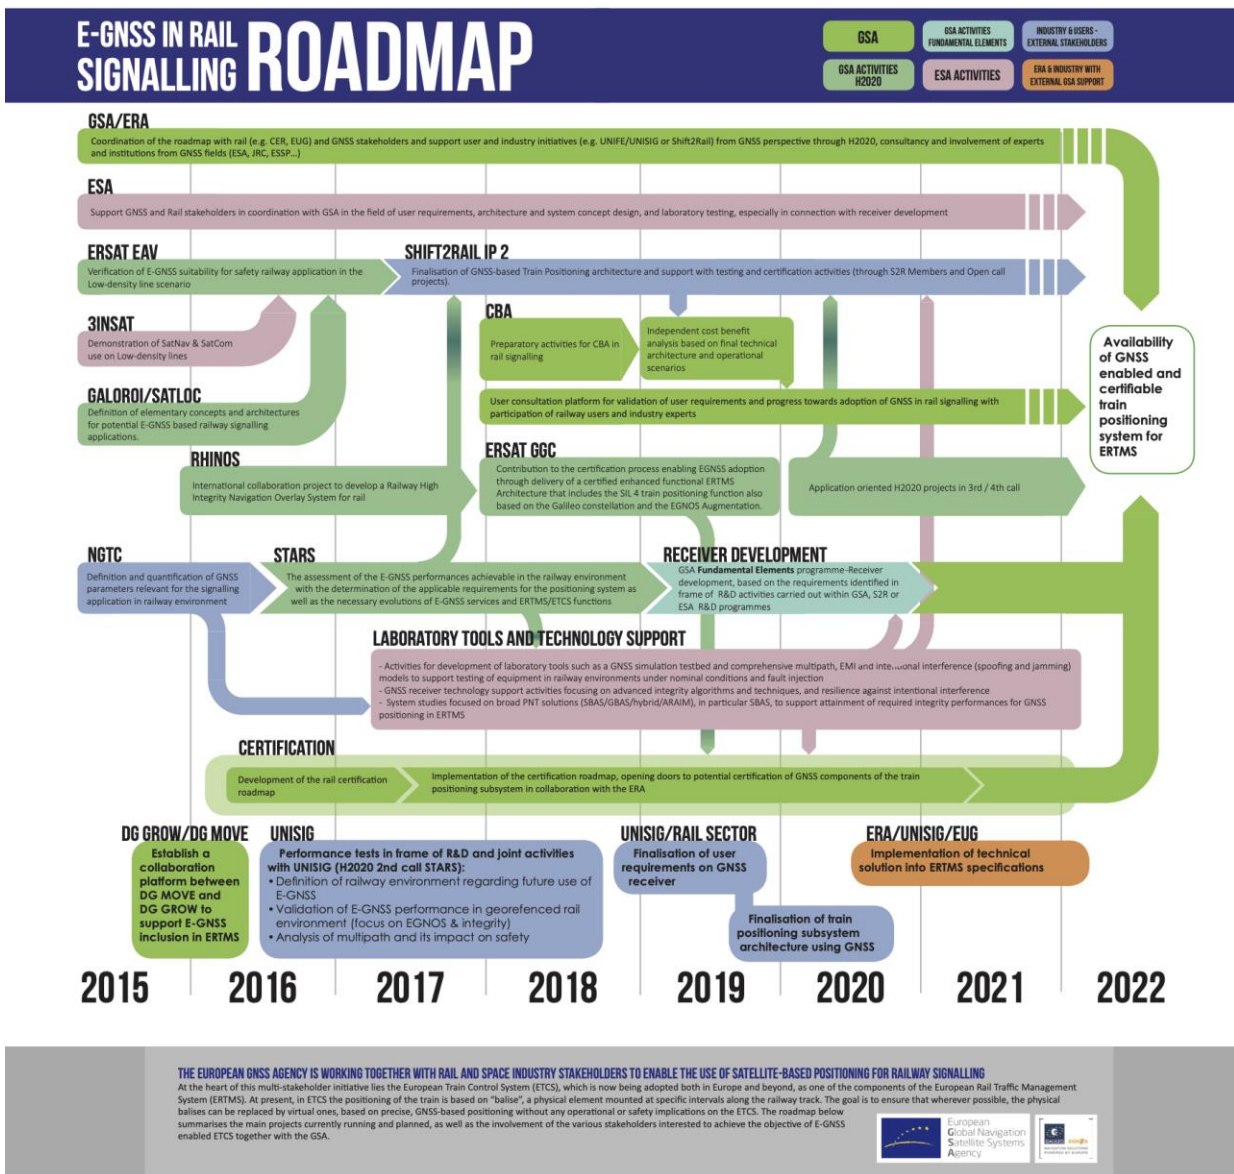 E-GNSS IN RAIL
SIGNALLING ROADMAP
GSA
GSA ACTIVITIES
FUNDAMENTAL ELEMENTS
INDUSTRY & USERS -
EXTERNAL STAKEHOLDERS
GSA ACTIVITIES
H2020
ESA ACTIVITIES
ERA & INDUSTRY WITH
EXTERNAL GSA SUPPORT
GSA/ERA
Coordination of the roadmap with rail (e.g. CER, EUG) and GNSS stakeholders and support user and industry initiatives (e.g. UNIFE/UNISIG or Shift2Rail) from GNSS perspective through H2020, consultancy and involvement of experts
and institutions from GNSS fields (ESA, JRC, ESSP...)
ESA
Support GNSS and Rail stakeholders in coordination with GSA in the field of user requirements, architecture and system concept design, and laboratory testing, especially in connection with receiver development
ERSAT EAV
Verification of E-GNSS suitability for safety railway application in the
Low-density line scenario
SHIFT2RAIL IP 2
Finalisation of GNSS-based Train Positioning architecture and support with testing and certification activities (through S2R Members and Open call
projects).
3INSAT
Demonstration of SatNav & SatCom
use on Low-density lines
CBA
Preparatory activities for CBA in
rail signalling
Independent cost benefit
analysis based on final technical
architecture and operational
scenarios
Availability
of GNSS
enabled and
certifiable
train
positioning
system for
ERTMS
GALOROI/SATLOC
Definition of elementary concepts and architectures
for potential E-GNSS based railway signalling
applications.
User consultation platform for validation of user requirements and progress towards adoption of GNSS in rail signalling with
participation of railway users and industry experts
RHINOS
International collaboration project to develop a Railway High
Integrity Navigation Overlay System for rail
ERSAT GGC
Contribution to the certification process enabling EGNSS adoption
through delivery of a certified enhanced functional ERTMS
Architecture that includes the SIL 4 train positioning function also
based on the Galileo constellation and the EGNOS Augmentation.
Application oriented H2020 projects in 3rd / 4th call
NGTC
Definition and quantification of GNSS
parameters relevant for the signalling
application in railway environment
STARS
The assessment of the E-GNSS performances achievable in the railway environment
with the determination of the applicable requirements for the positioning system as
well as the necessary evolutions of E-GNSS services and ERTMS/ETCS functions
RECEIVER DEVELOPMENT
GSA Fundamental Elements programme-Receiver
development, based on the requirements identified in
frame of R&D activities carried out within GSA, S2R or
ESA R&D programmes
LABORATORY TOOLS AND TECHNOLOGY SUPPORT
- Activities for development of laboratory tools such as a GNSS simulation testbed and comprehensive multipath, EMI and intentional interference (spoofing and jamming)
models to support testing of equipment in railway environments under nominal conditions and fault injection
- GNSS receiver technology support activities focusing on advanced integrity algorithms and techniques, and resilience against intentional interference
- System studies focused on broad PNT solutions (SBAS/GBAS/hybrid/ARAIM), in particular SBAS, to support attainment of required integrity performances for GNSS
positioning in ERTMS
CERTIFICATION
Development of the rail certification
roadmap
Implementation of the certification roadmap, opening doors to potential certification of GNSS components of the train
positioning subsystem in collaboration with the ERA
DG GROW/DG MOVE
Establish a
collaboration
platform between
DG MOVE and
DG GROW to
support E-GNSS
inclusion in ERTMS
UNISIG
Performance tests in frame of R&D and joint activities
with UNISIG (H2020 2nd call STARS):
• Definition of railway environment regarding future use of
E-GNSS
• Validation of E-GNSS performance in georefenced rail
environment (focus on EGNOS & integrity)
• Analysis of multipath and its impact on safety
UNISIG/RAIL SECTOR
Finalisation of user
requirements on GNSS
receiver
Finalisation of train
positioning subsystem
architecture using GNSS
ERA/UNISIG/EUG
Implementation of technical
solution into ERTMS specifications
2015 2016 2017 2018 2019 2020 2021 2022
THE EUROPEAN GNSS AGENCY IS WORKING TOGETHER WITH RAIL AND SPACE INDUSTRY STAKEHOLDERS TO ENABLE THE USE OF SATELLITE-BASED POSITIONING FOR RAILWAY SIGNALLING
At the heart of this multi-stakeholder initiative lies the European Train Control System (ETCS), which is now being adopted both in Europe and beyond, as one of the components of the European Rail Traffic Management
System (ERTMS). At present, in ETCS the positioning of the train is based on "balise", a physical element mounted at specific intervals along the railway track. The goal is to ensure that wherever possible, the physical
balises can be replaced by virtual ones, based on precise, GNSS-based positioning without any operational or safety implications on the ETCS. The roadmap below
summarises the main projects currently running and planned, as well as the involvement of the various stakeholders interested to achieve the objective of E-GNSS
enabled ETCS together with the GSA.
European
Global Navigation
Satellite Systems
Agency